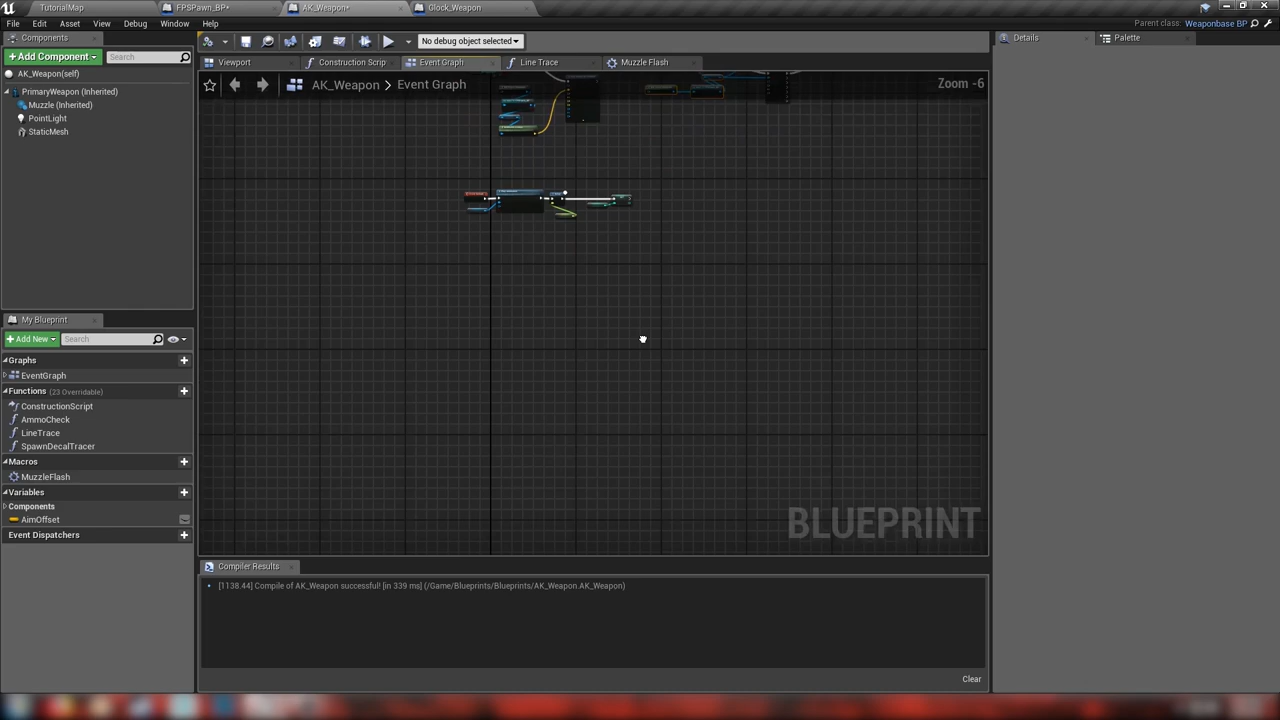 TutorialMap
FPSPawn_BP*
AK_Weapon*
Glock_Weapon
File
Edit
Asset
View
Debug
Window
Help
Parent class:
Weaponbase BP
Components
Details
Palette
Add Component
Search
No debug object selected
Viewport
Construction Scrip
Event Graph
Line Trace
Muzzle Flash
AK_Weapon(self)
AK_Weapon > Event Graph
Zoom -6
PrimaryWeapon (Inherited)
Muzzle (Inherited)
PointLight
StaticMesh
My Blueprint
Add New
Search
Graphs
EventGraph
Functions (23 Overridable)
ConstructionScript
AmmoCheck
LineTrace
SpawnDecalTracer
Macros
MuzzleFlash
Variables
Components
AimOffset
Event Dispatchers
BLUEPRINT
Compiler Results
[1138.44] Compile of AK_Weapon successful! [in 339 ms] (/Game/Blueprints/Blueprints/AK_Weapon.AK_Weapon)
Clear